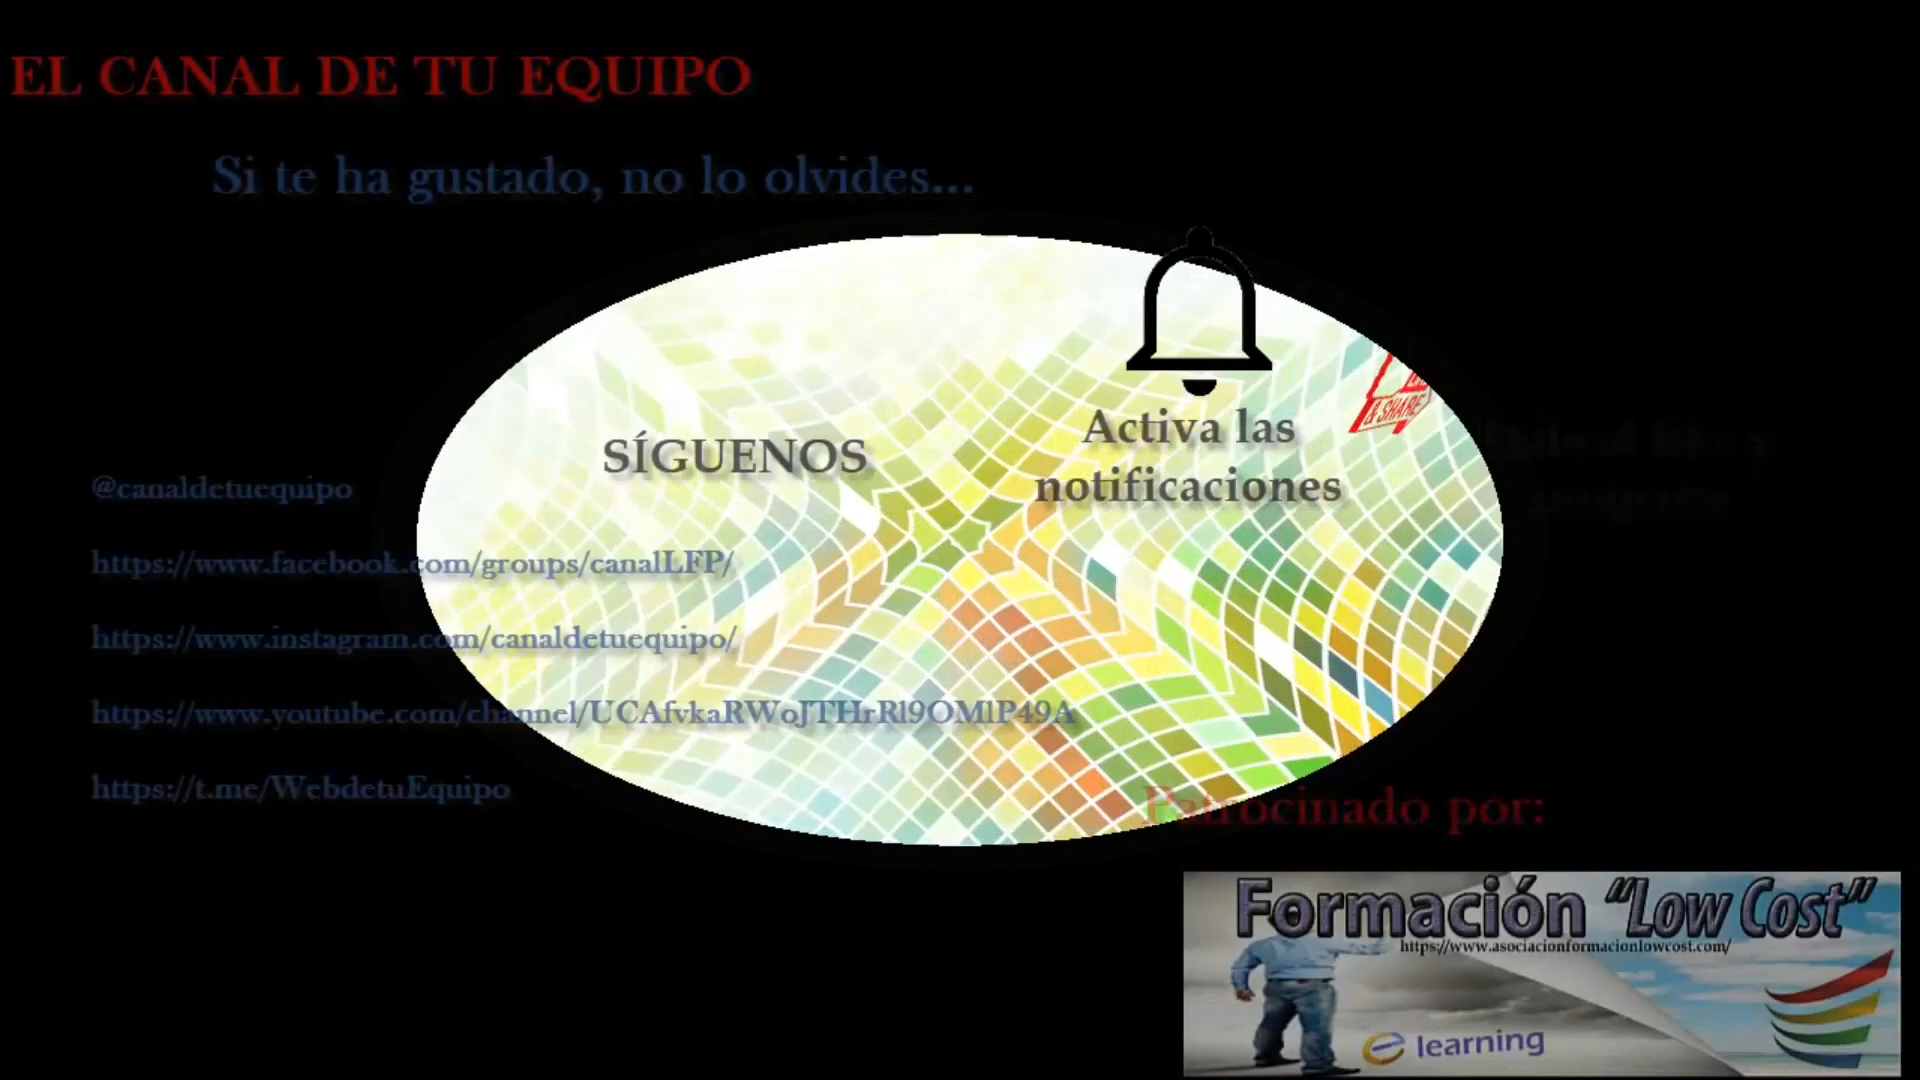 EL CANAL DE TU EQUIPO
Si te ha gustado, no lo olvides...
SÍGUENOS
Activa las
notificaciones
& SHARE
@canaldetuequipo
https://www.facebook.com/groups/canalLFP/
https://www.instagram.com/canaldetuequipo/
https://www.youtube.com/channel/UCAfvkaRWoJTHrRl9OMlP49A
https://t.me/WebdetuEquipo
Patrocinado por:
Formación "Low Cost"
https://www.asociacionformacionlowcost.com/
e learning